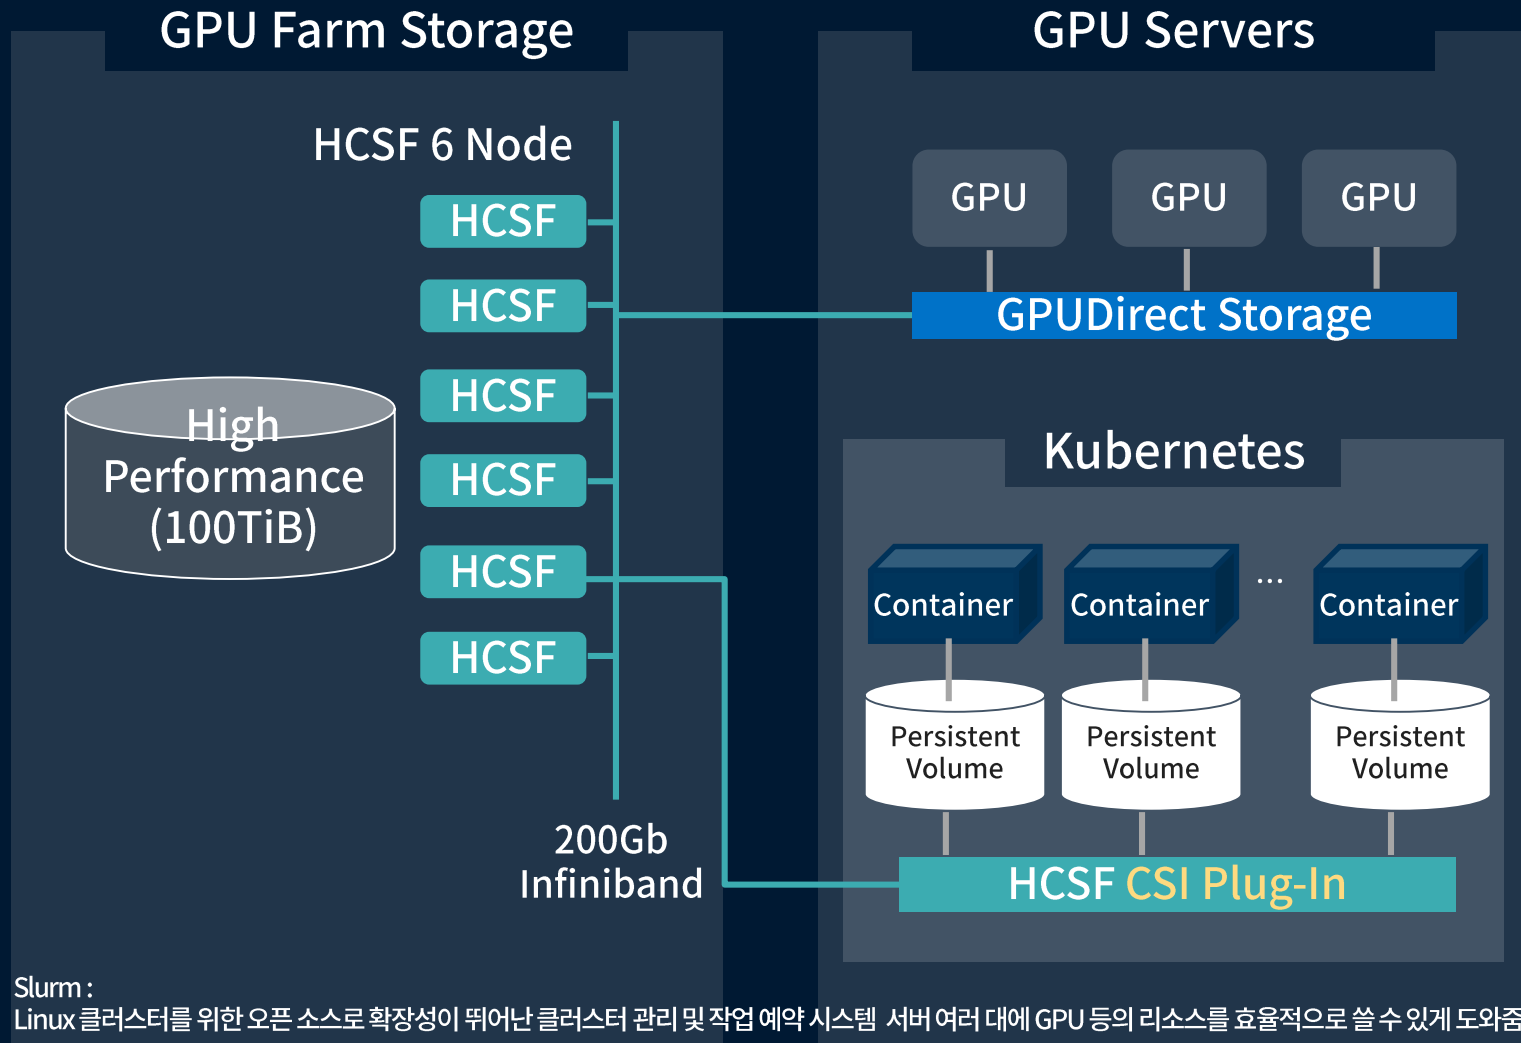 GPU Farm Storage
GPU Servers
HCSF 6 Node
HCSF
HCSF
HCSF
HCSF
HCSF
HCSF
High
Performance
(100TiB)
200Gb
Infiniband
GPU
GPU
GPU
GPUDirect Storage
Kubernetes
Container
Container
...
Container
Persistent
Volume
Persistent
Volume
Persistent
Volume
HCSF CSI Plug-In
Slurm :
Linux 클러스터를 위한 오픈 소스로 확장성이 뛰어난 클러스터 관리 및 작업 예약 시스템 서버 여러 대에 GPU 등의 리소스를 효율적으로 쓸 수 있게 도와줌